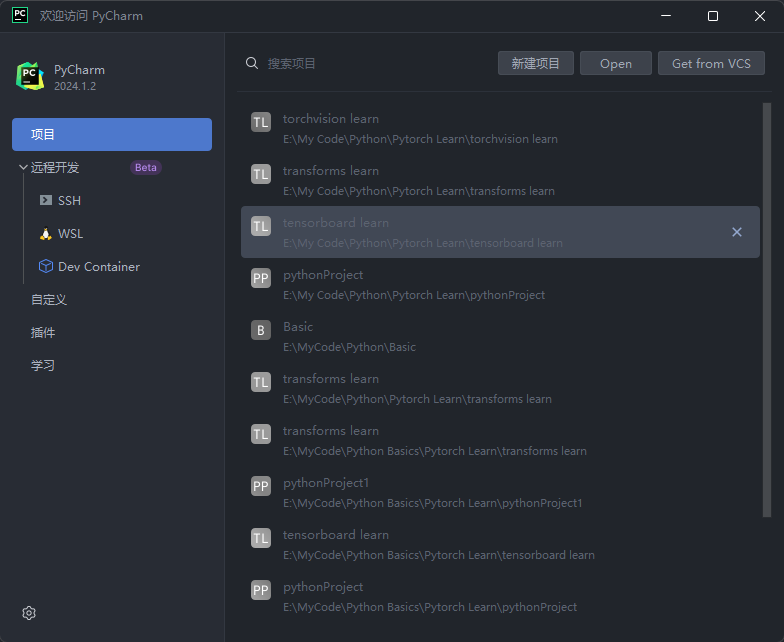 PC 欢迎访问 PyCharm
PC PyCharm
2024.1.2
项目
远程开发 Beta
SSH
WSL
Dev Container
自定义
插件
学习
搜索项目 新建项目 Open Get from VCS
TL torchvision learn
E:\My Code\Python\Pytorch Learn\torchvision learn
TL transforms learn
E:\My Code\Python\Pytorch Learn\transforms learn
TL tensorboard learn
E:\My Code\Python\Pytorch Learn\tensorboard learn
PP pythonProject
E:\My Code\Python\Pytorch Learn\pythonProject
B Basic
E:\MyCode\Python\Basic
TL transforms learn
E:\MyCode\Python\Pytorch Learn\transforms learn
TL transforms learn
E:\MyCode\Python Basics\Pytorch Learn\transforms learn
PP pythonProject1
E:\MyCode\Python Basics\Pytorch Learn\pythonProject1
TL tensorboard learn
E:\MyCode\Python Basics\Pytorch Learn\tensorboard learn
PP pythonProject
E:\MyCode\Python Basics\Pytorch Learn\pythonProject